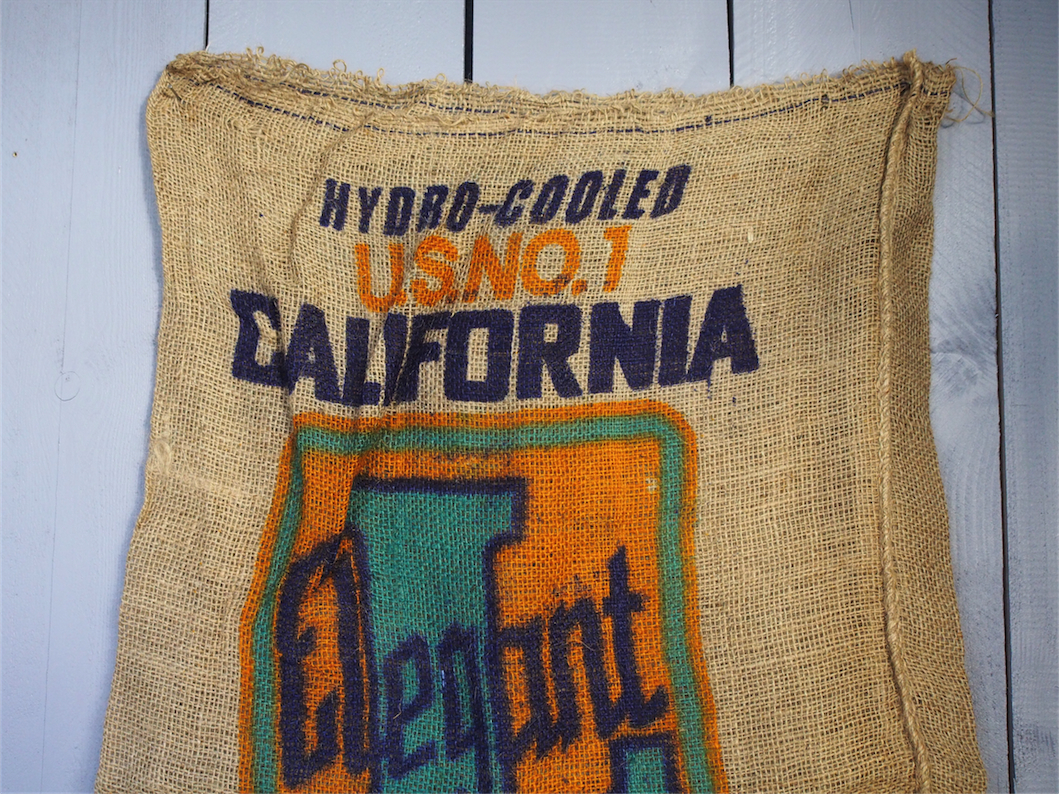 HYDRO-COOLED
U.S.NO.1
CALIFORNIA
Elegant